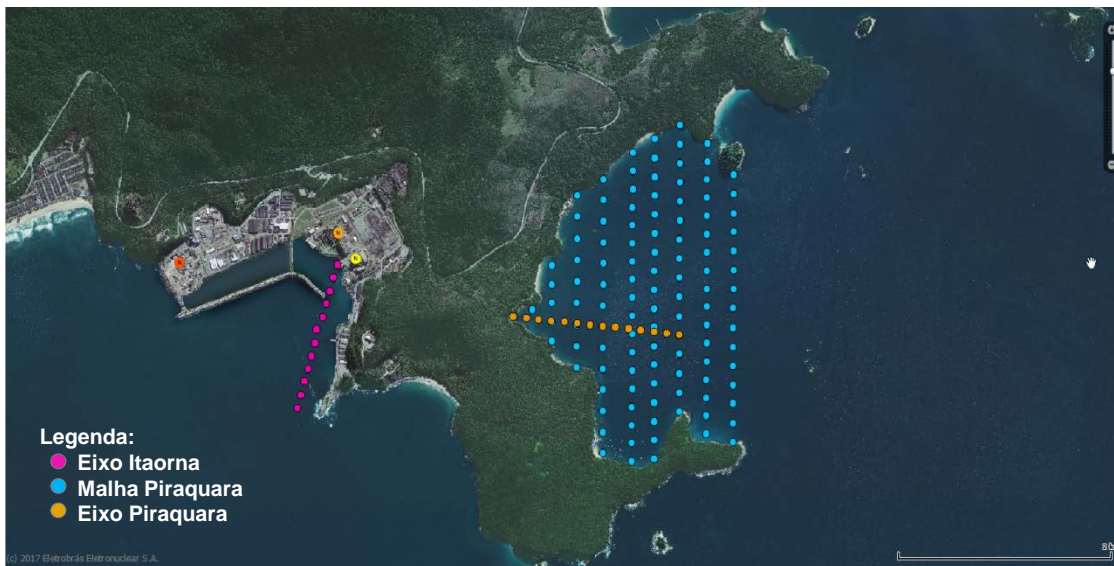 N
N
N
Legenda:
Eixo Itaorna
Malha Piraquara
Eixo Piraquara
(c) 2017 Eletrobrás Eletronuclear S.A.